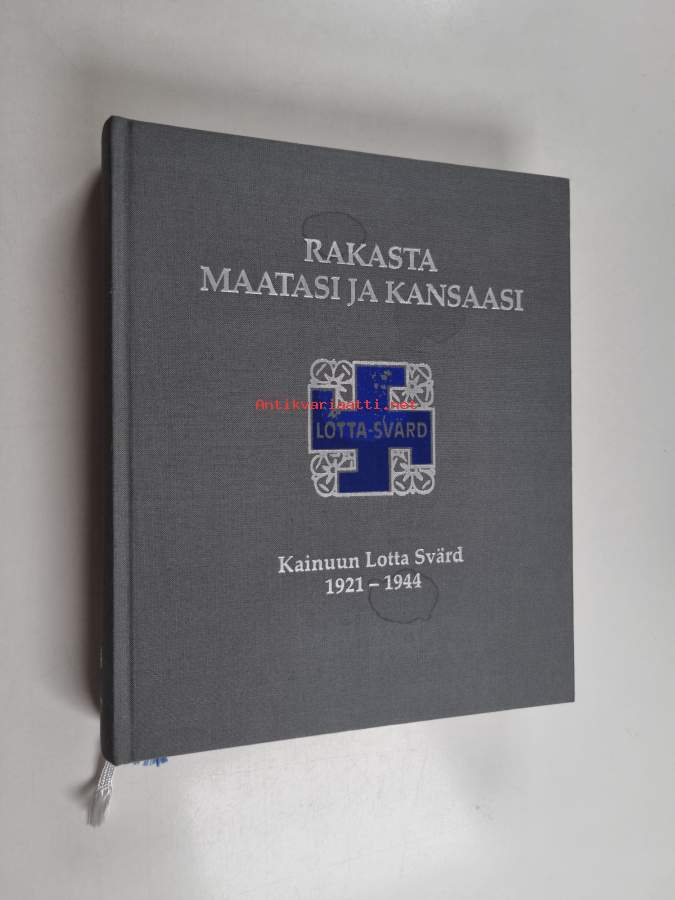 RAKASTA
MAATASI JA KANSAASI
Antikvariaatti.net
LOTTA-SVÄRD
Kainuun Lotta Svärd
1921 – 1944